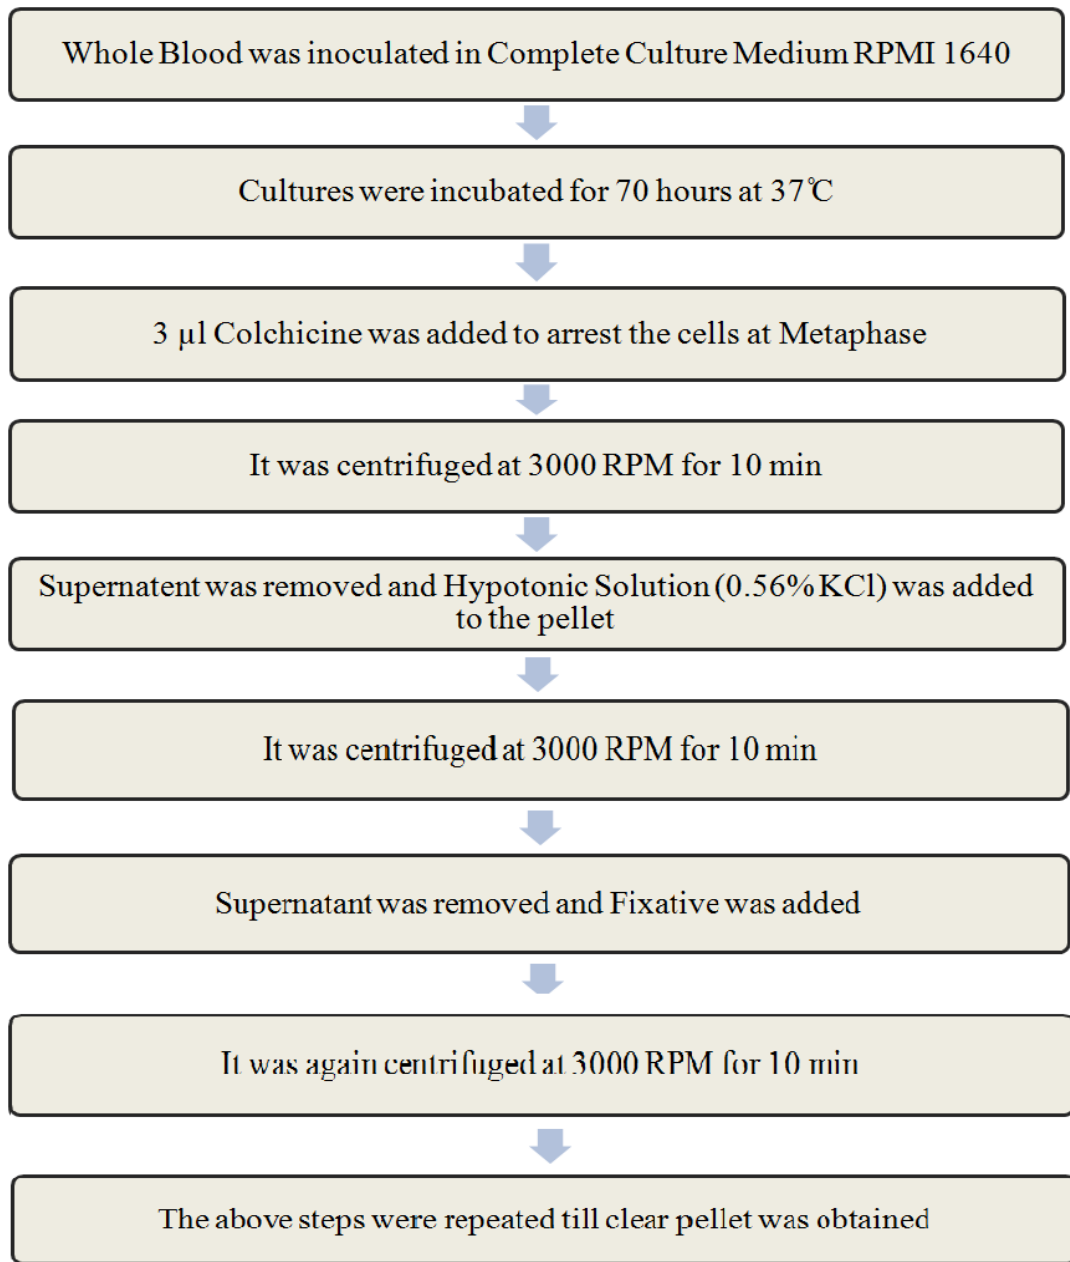 Whole Blood was inoculated in Complete Culture Medium RPMI 1640
Cultures were incubated for 70 hours at 37℃
3 µl Colchicine was added to arrest the cells at Metaphase
It was centrifuged at 3000 RPM for 10 min
Supernatent was removed and Hypotonic Solution (0.56% KCl) was added
to the pellet
It was centrifuged at 3000 RPM for 10 min
Supernatant was removed and Fixative was added
It was again centrifuged at 3000 RPM for 10 min
The above steps were repeated till clear pellet was obtained